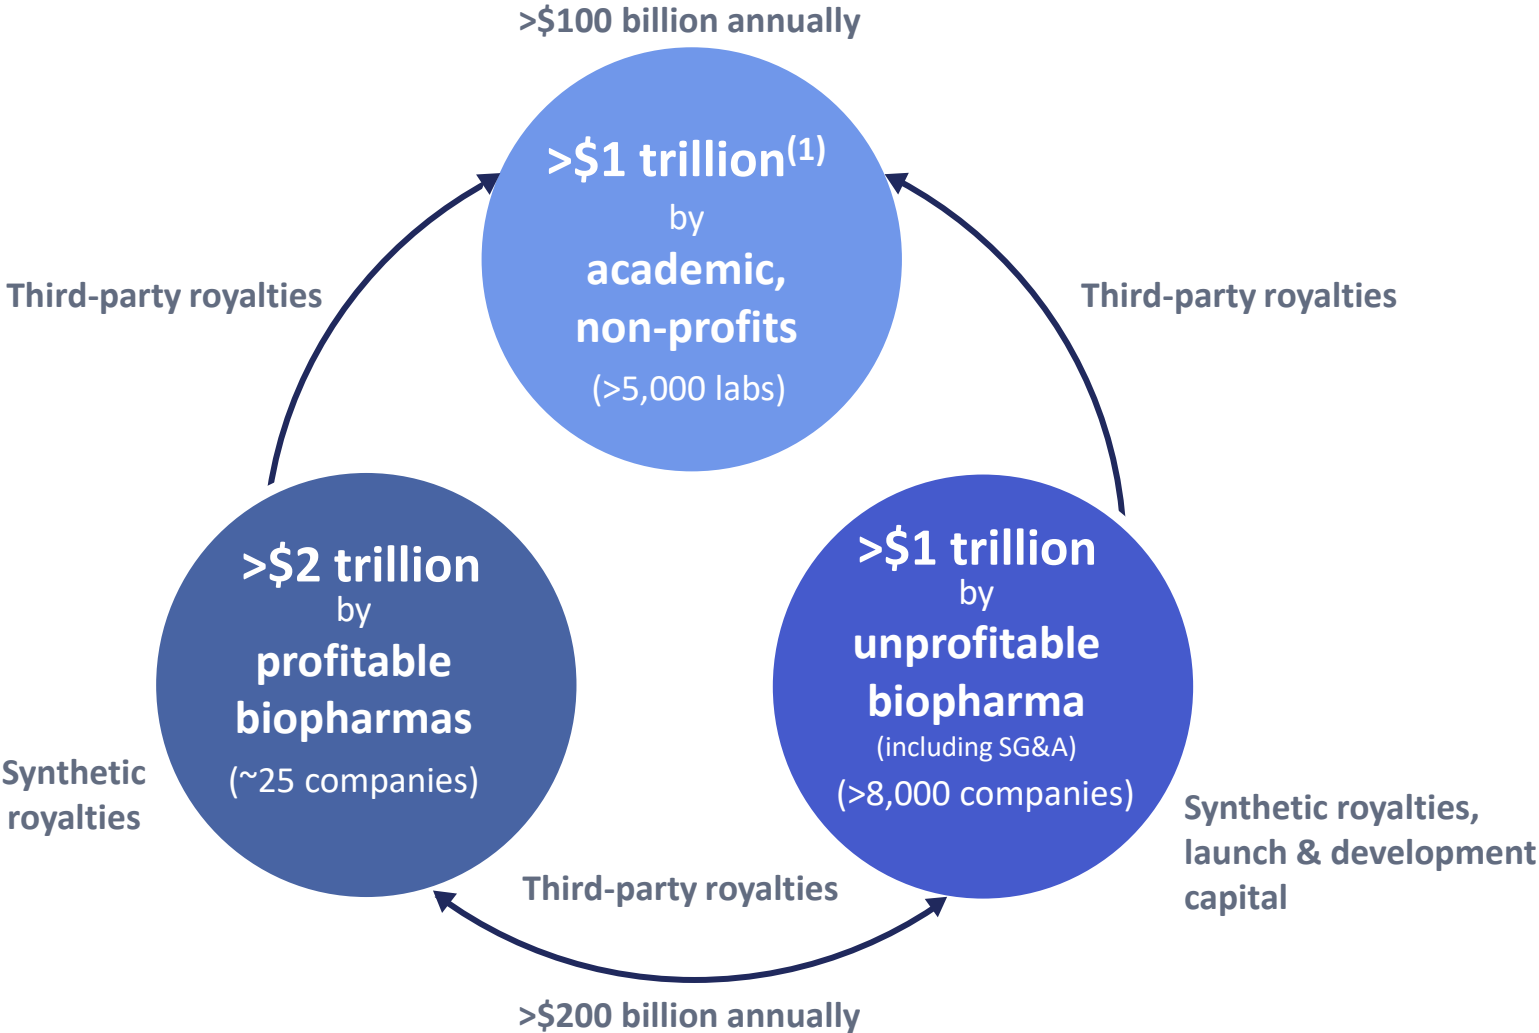 >$100 billion annually
>$1 trillion(1)
by
academic,
non-profits
(>5,000 labs)
Third-party royalties
Third-party royalties
>$2 trillion
by
profitable
biopharmas
(~25 companies)
>$1 trillion
by
unprofitable
biopharma
(including SG&A)
(>8,000 companies)
Synthetic
royalties
Synthetic royalties,
launch & development
capital
Third-party royalties
>$200 billion annually